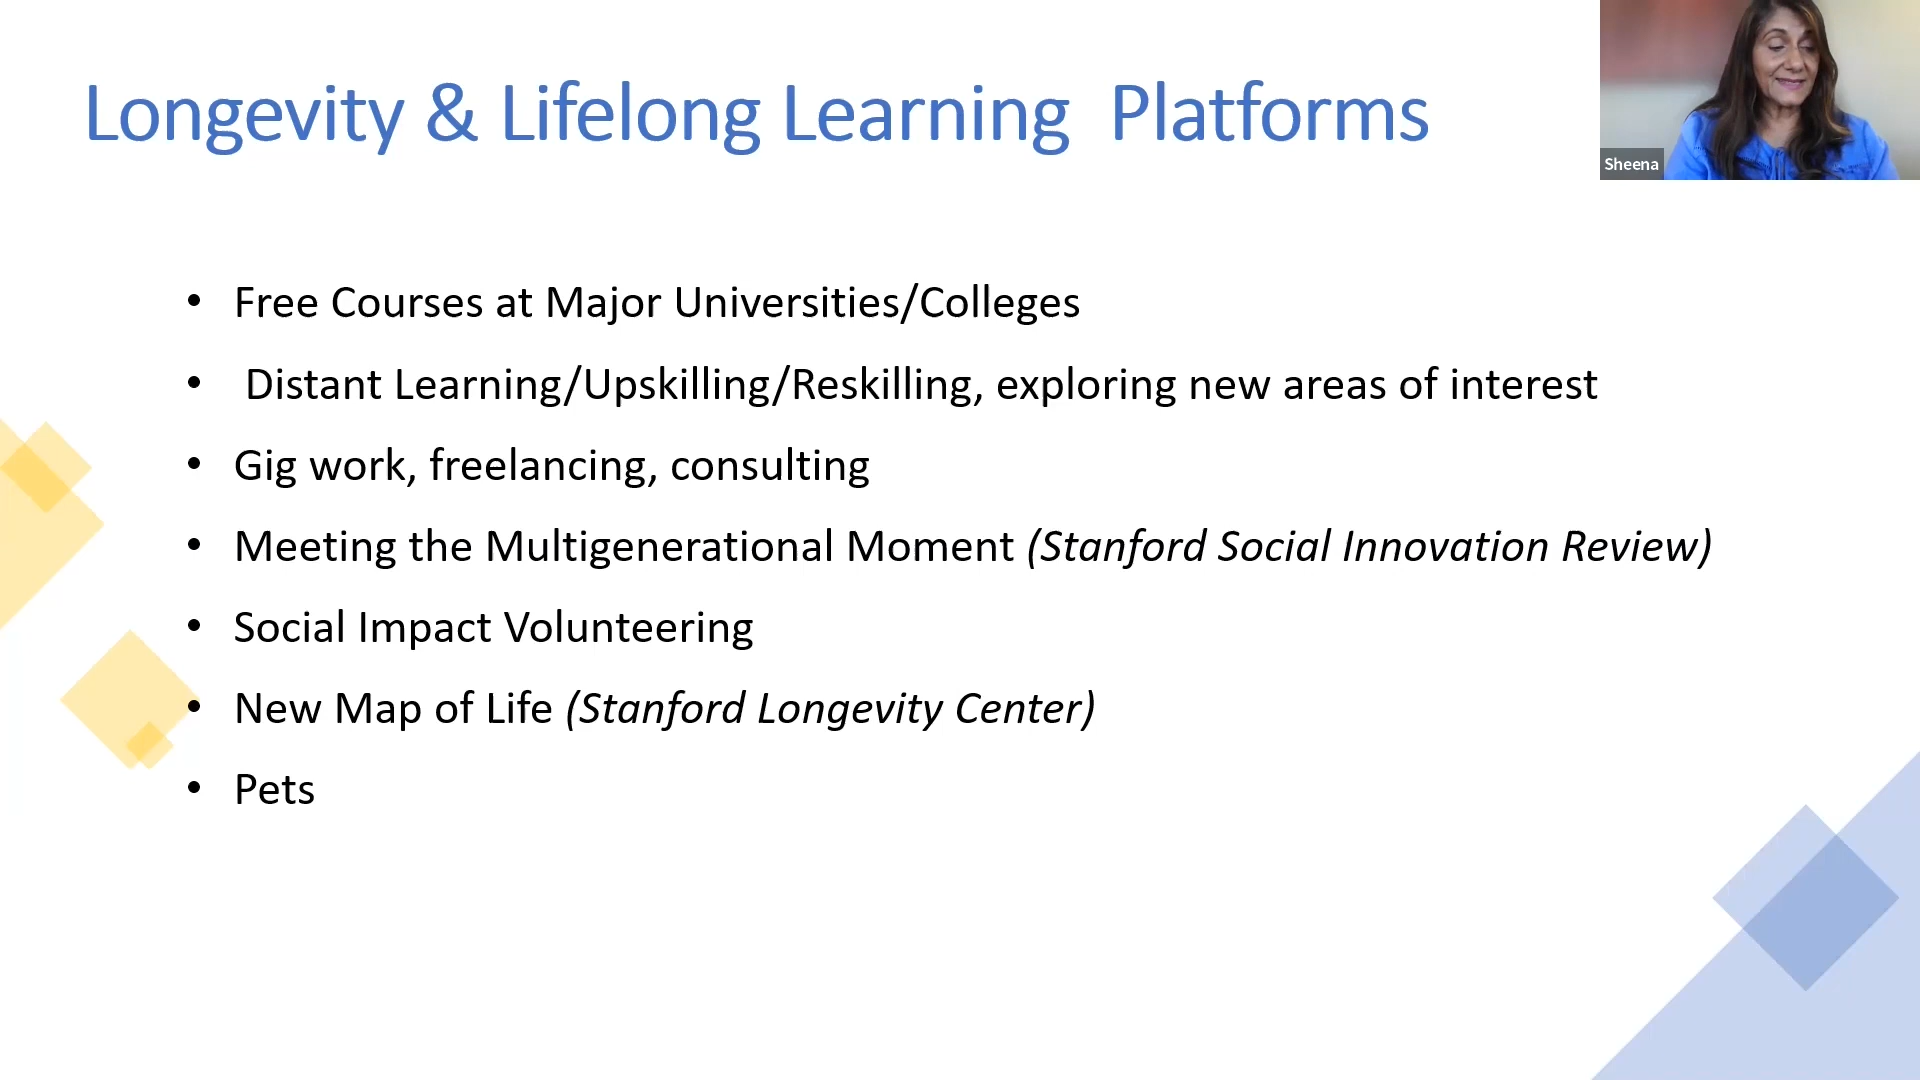 Longevity & Lifelong Learning  Platforms
Sheena
• Free Courses at Major Universities/Colleges
• Distant Learning/Upskilling/Reskilling, exploring new areas of interest
• Gig work, freelancing, consulting
• Meeting the Multigenerational Moment (Stanford Social Innovation Review)
• Social Impact Volunteering
• New Map of Life (Stanford Longevity Center)
• Pets